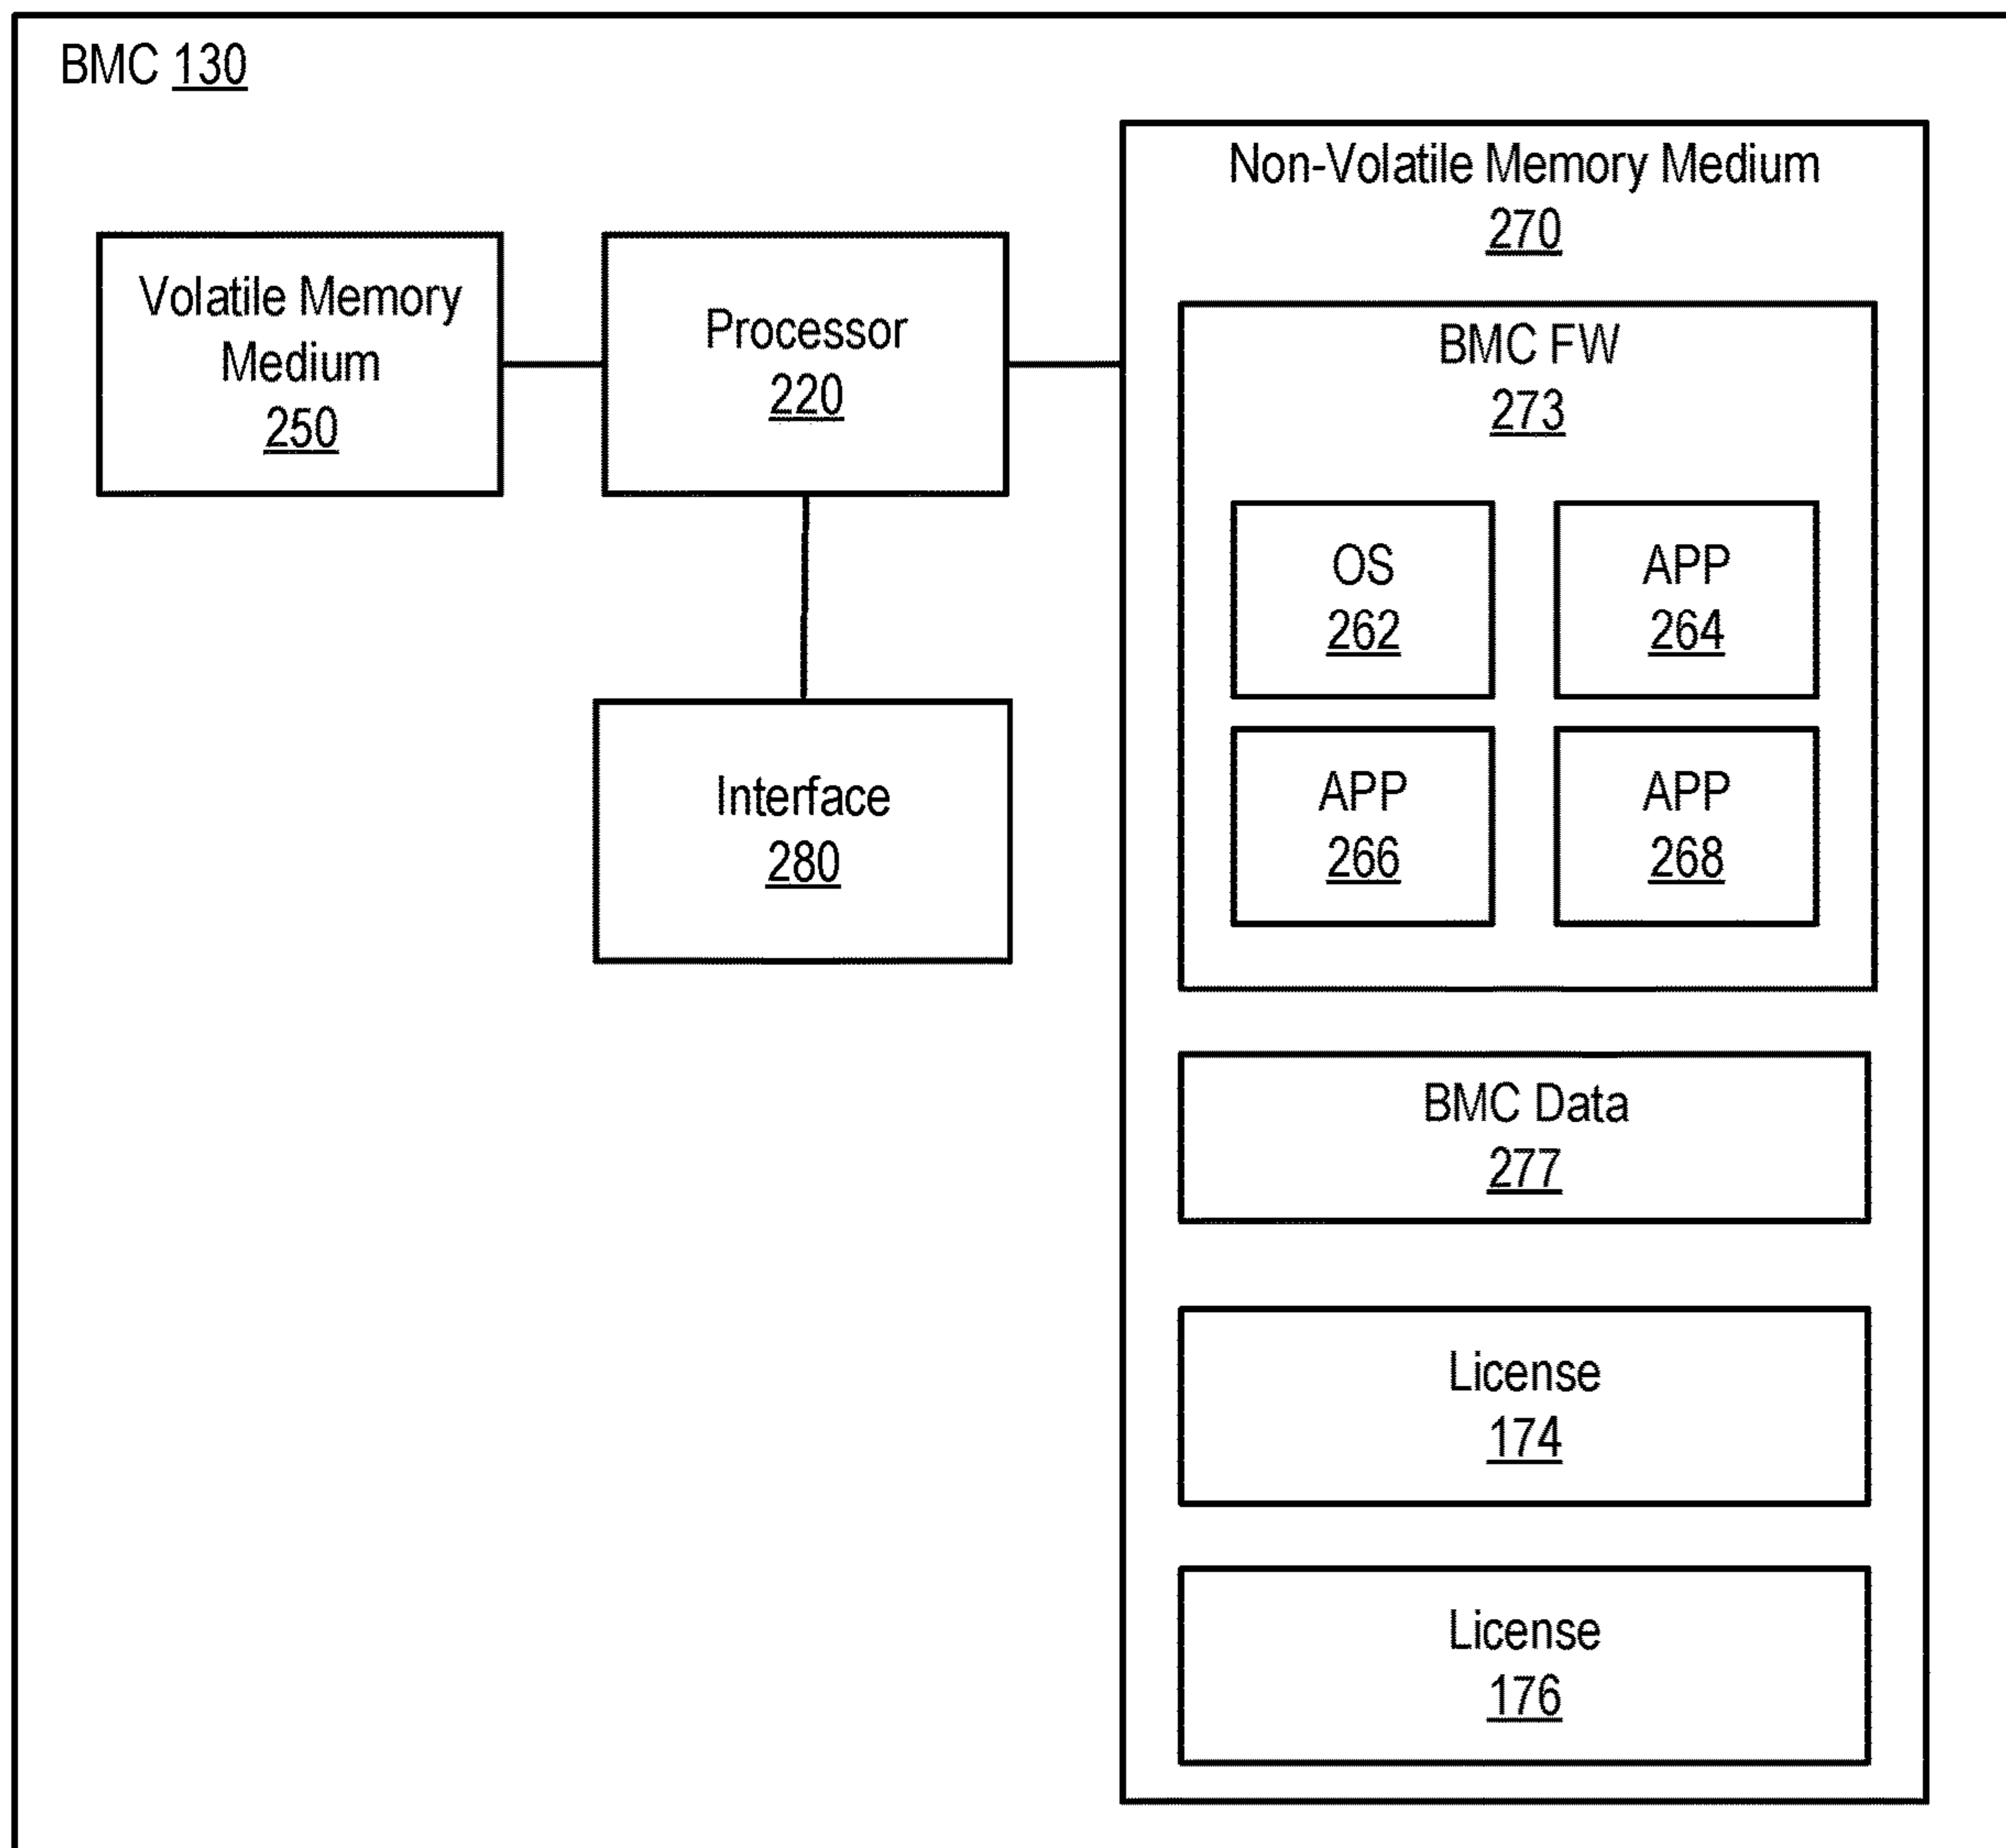 BMC 130
Volatile Memory
Medium
250
Processor
220
Interface
280
Non-Volatile Memory Medium
270
BMC FW
273
OS
262
APP
264
APP
266
APP
268
BMC Data
277
License
174
License
176